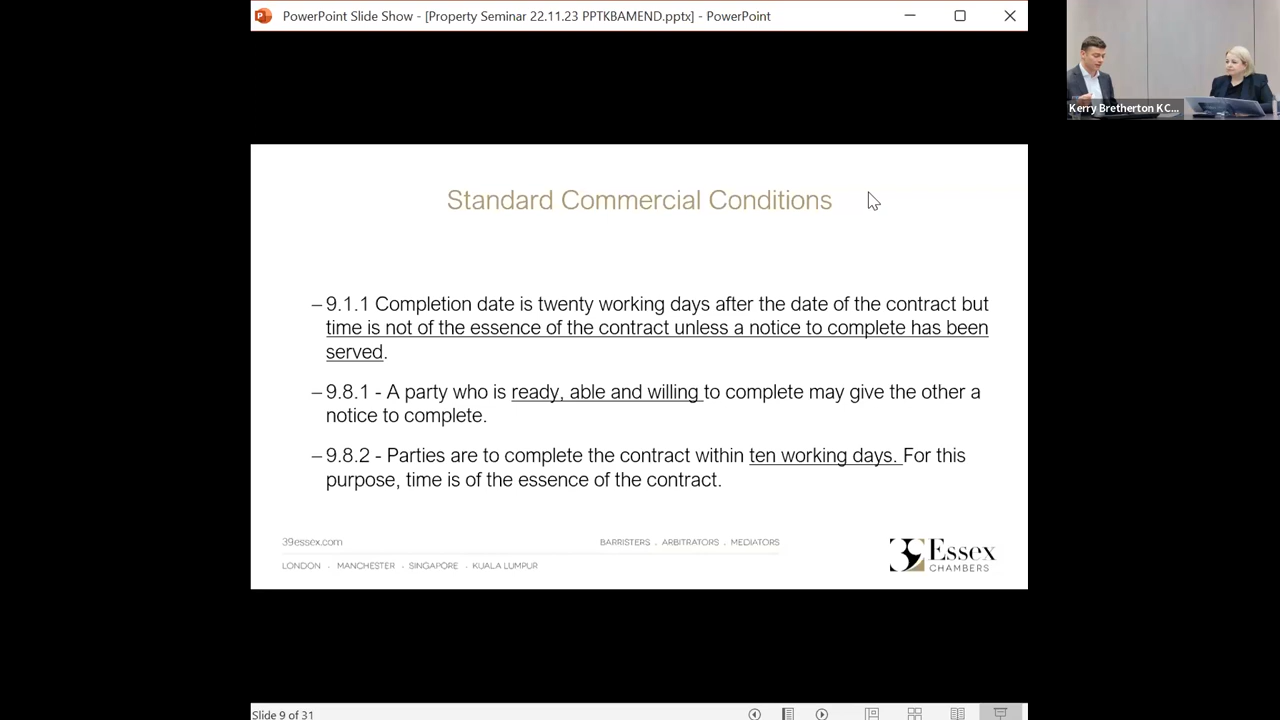 PowerPoint Slide Show - [Property Seminar 22.11.23 PPTKBAMEND.pptx] - PowerPoint
Kerry Bretherton KC...
Standard Commercial Conditions
– 9.1.1 Completion date is twenty working days after the date of the contract but
time is not of the essence of the contract unless a notice to complete has been
served.
– 9.8.1 - A party who is ready, able and willing to complete may give the other a
notice to complete.
– 9.8.2 - Parties are to complete the contract within ten working days. For this
purpose, time is of the essence of the contract.
39essex.com
BARRISTERS . ARBITRATORS . MEDIATORS
LONDON . MANCHESTER . SINGAPORE . KUALA LUMPUR
39 Essex
CHAMBERS
Slide 9 of 31